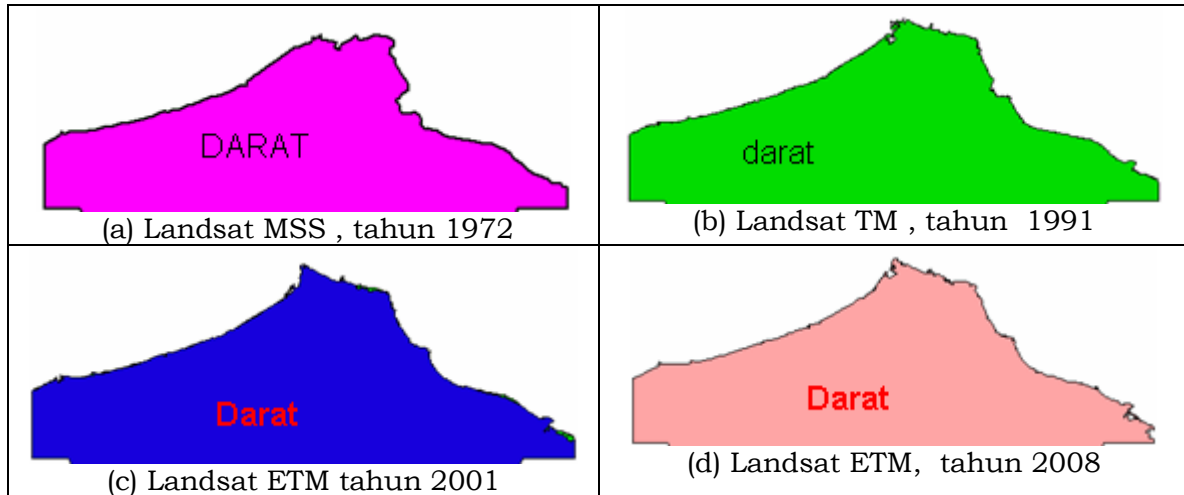 DARAT
(a) Landsat MSS , tahun 1972
darat
(b) Landsat TM , tahun 1991
Darat
(c) Landsat ETM tahun 2001
Darat
(d) Landsat ETM, tahun 2008